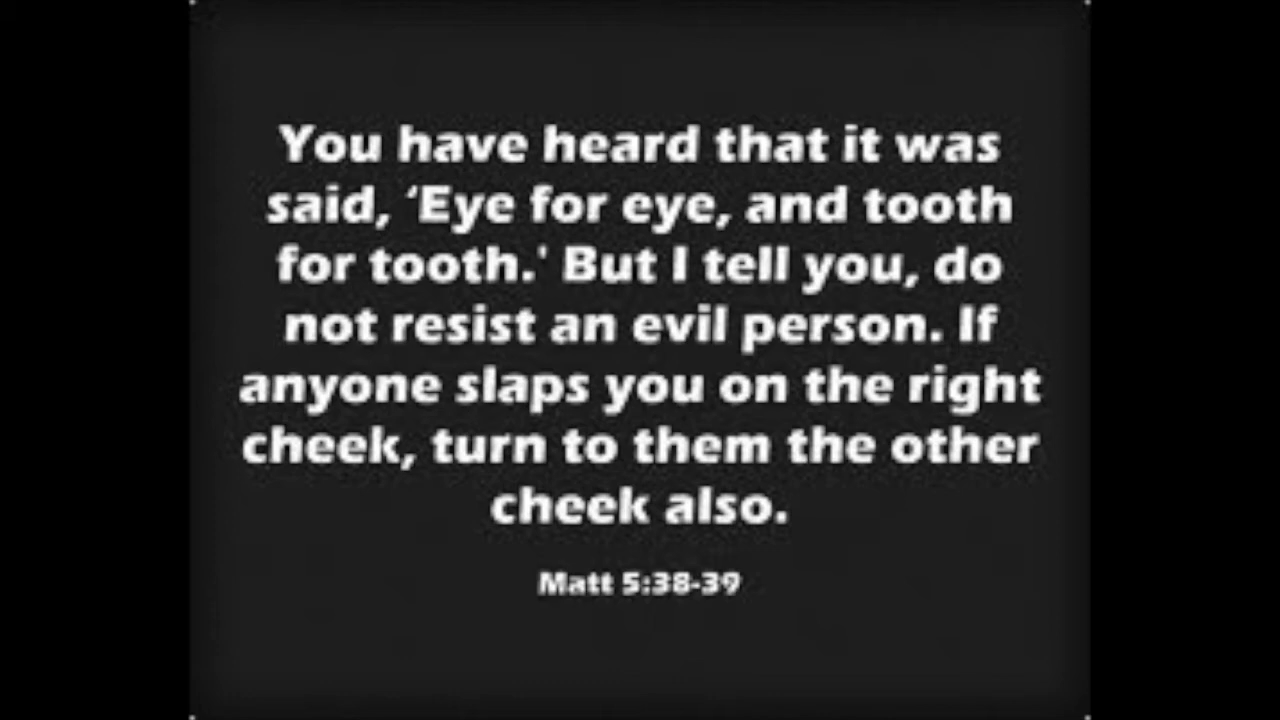 You have heard that it was
said, ‘Eye for eye, and tooth
for tooth.' But I tell you, do
not resist an evil person. If
anyone slaps you on the right
cheek, turn to them the other
cheek also.
Matt 5:38-39